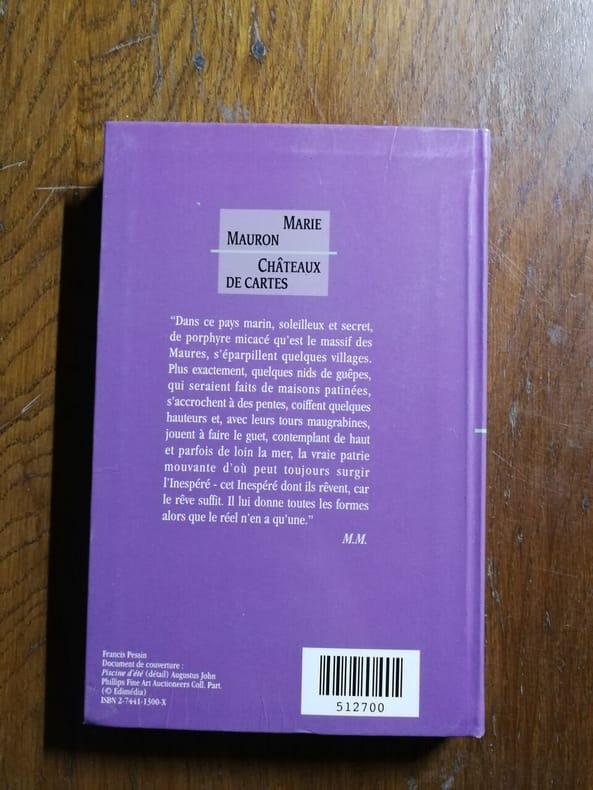 MARIE
MAURON
CHÂTEAUX
DE CARTES
“Dans ce pays marin, soleilleux et secret,
de porphyre micacé qu'est le massif des
Maures, s'éparpillent quelques villages.
Plus exactement, quelques nids de guêpes,
qui seraient faits de maisons patinées,
s'accrochent à des pentes, coiffent quelques
hauteurs et, avec leurs tours maugrabines,
jouent à faire le guet, contemplant de haut
et parfois de loin la mer, la vraie patrie
mouvante d'où peut toujours surgir
l'Inespéré - cet Inespéré dont ils rêvent, car
le rêve suffit. Il lui donne toutes les formes
alors que le réel n'en a qu'une.”
M.M.
Francis Pessin
Document de couverture :
Piscine d'été (détail) Augustus John
Phillips Fine Art Auctioneers Coll. Part.
(© Edimédia)
ISBN 2-7441-1300-X
512700